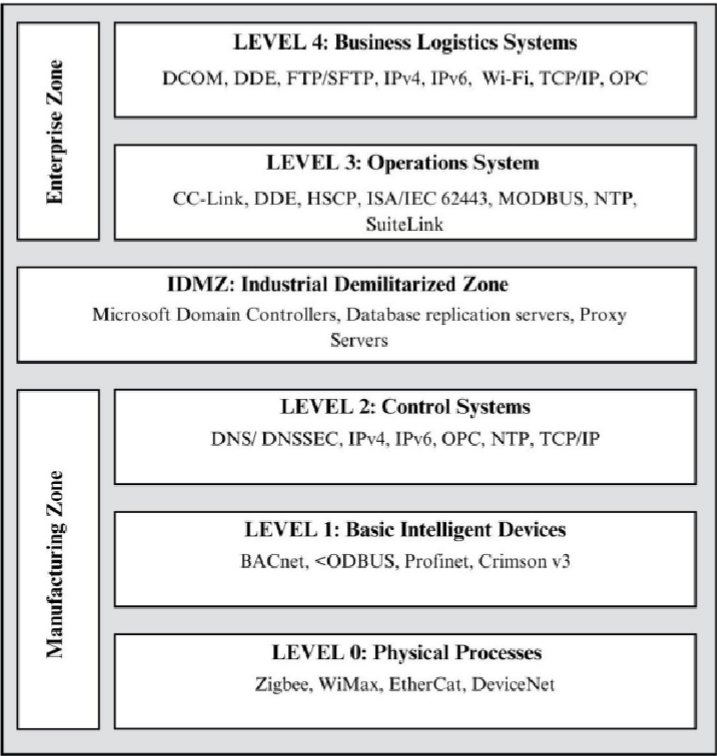 Enterprise Zone
LEVEL 4: Business Logistics Systems
DCOM, DDE, FTP/SFTP, IPv4, IPv6, Wi-Fi, TCP/IP, OPC
LEVEL 3: Operations System
CC-Link, DDE, HSCP, ISA/IEC 62443, MODBUS, NTP,
SuiteLink
IDMZ: Industrial Demilitarized Zone
Microsoft Domain Controllers, Database replication servers, Proxy
Servers
Manufacturing Zone
LEVEL 2: Control Systems
DNS/ DNSSEC, IPv4, IPv6, OPC, NTP, TCP/IP
LEVEL 1: Basic Intelligent Devices
BACnet, <ODBUS, Profinet, Crimson v3
LEVEL 0: Physical Processes
Zigbee, WiMax, EtherCat, DeviceNet